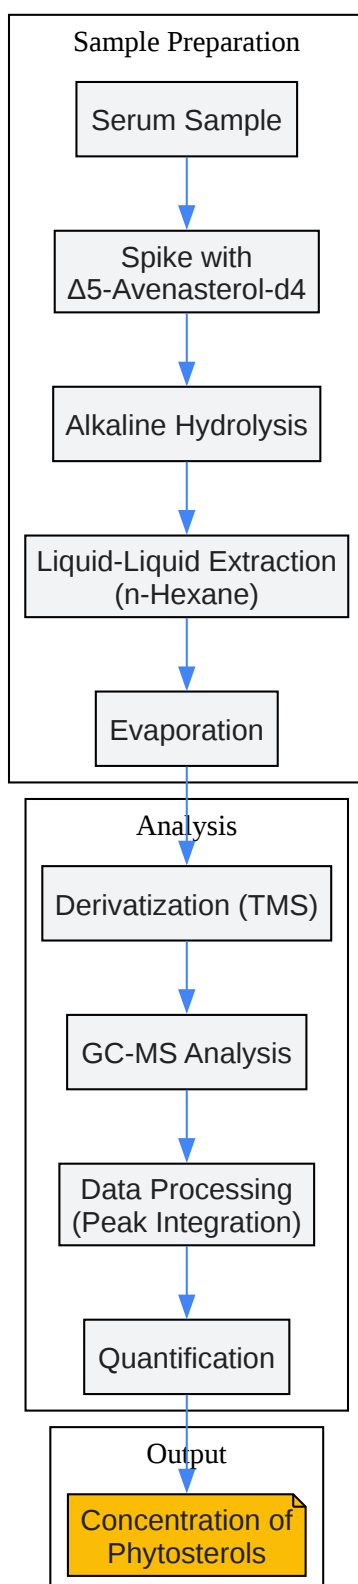 Sample Preparation
Serum Sample
Spike with
Δ5-Avenasterol-d4
Alkaline Hydrolysis
Liquid-Liquid Extraction
(n-Hexane)
Evaporation
Analysis
Derivatization (TMS)
GC-MS Analysis
Data Processing
(Peak Integration)
Quantification
Output
Concentration of
Phytosterols